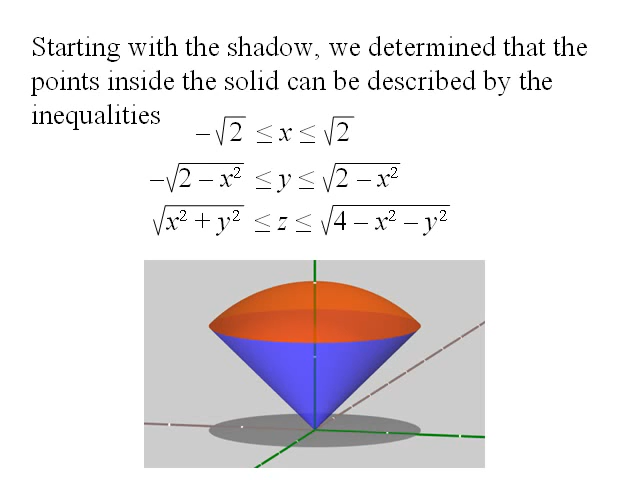 Starting with the shadow, we determined that the
points inside the solid can be described by the
inequalities
−√2 ≤ x ≤ √2
−√(2 − x²) ≤ y ≤ √(2 − x²)
√(x² + y²) ≤ z ≤ √(4 − x² − y²)